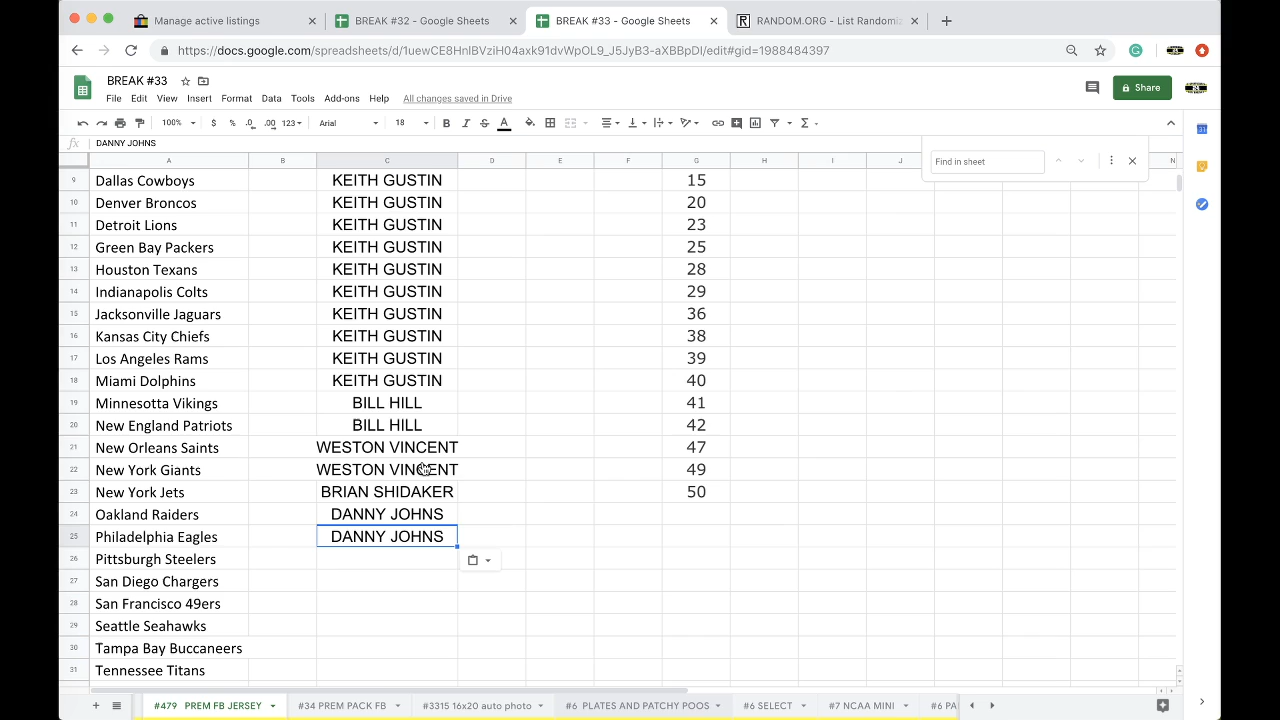 Manage active listings
BREAK #32 - Google Sheets
BREAK #33 - Google Sheets
RANDOM.ORG - List Randomiz
https://docs.google.com/spreadsheets/d/1uewCE8HnIBVziH04axk91dvWpOL9_J5JyB3-aXBBpDI/edit#gid=1988484397
BREAK #33
File Edit View Insert Format Data Tools Add-ons Help All changes saved in Drive
Share
100% $ % .0 .00 123 Arial 18 B I S A
fx DANNY JOHNS
Find in sheet
A B C D E F G H I J N
9 Dallas Cowboys KEITH GUSTIN 15
10 Denver Broncos KEITH GUSTIN 20
11 Detroit Lions KEITH GUSTIN 23
12 Green Bay Packers KEITH GUSTIN 25
13 Houston Texans KEITH GUSTIN 28
14 Indianapolis Colts KEITH GUSTIN 29
15 Jacksonville Jaguars KEITH GUSTIN 36
16 Kansas City Chiefs KEITH GUSTIN 38
17 Los Angeles Rams KEITH GUSTIN 39
18 Miami Dolphins KEITH GUSTIN 40
19 Minnesotta Vikings BILL HILL 41
20 New England Patriots BILL HILL 42
21 New Orleans Saints WESTON VINCENT 47
22 New York Giants WESTON VINCENT 49
23 New York Jets BRIAN SHIDAKER 50
24 Oakland Raiders DANNY JOHNS
25 Philadelphia Eagles DANNY JOHNS
26 Pittsburgh Steelers
27 San Diego Chargers
28 San Francisco 49ers
29 Seattle Seahawks
30 Tampa Bay Buccaneers
31 Tennessee Titans
#479 PREM FB JERSEY #34 PREM PACK FB #3315 16x20 auto photo #6 PLATES AND PATCHY POOS #6 SELECT #7 NCAA MINI #6 PA